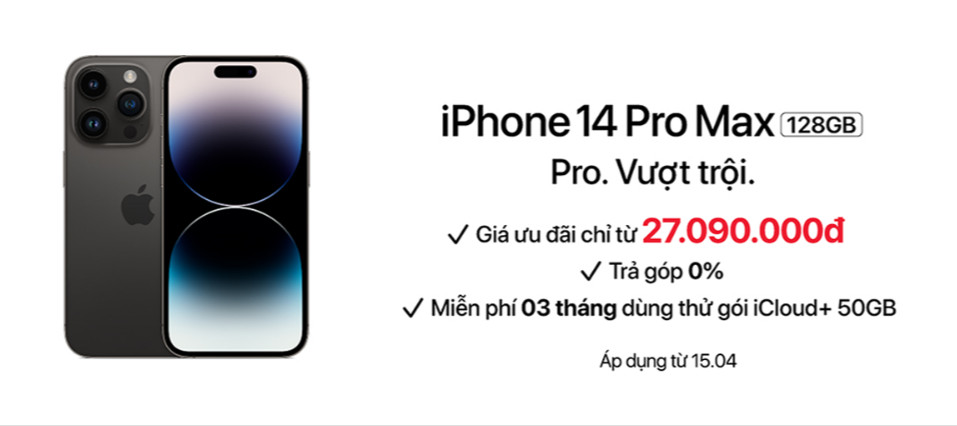 iPhone 14 Pro Max 128GB
Pro. Vượt trội.
✓ Giá ưu đãi chỉ từ 27.090.000đ
✓ Trả góp 0%
✓ Miễn phí 03 tháng dùng thử gói iCloud+ 50GB
Áp dụng từ 15.04